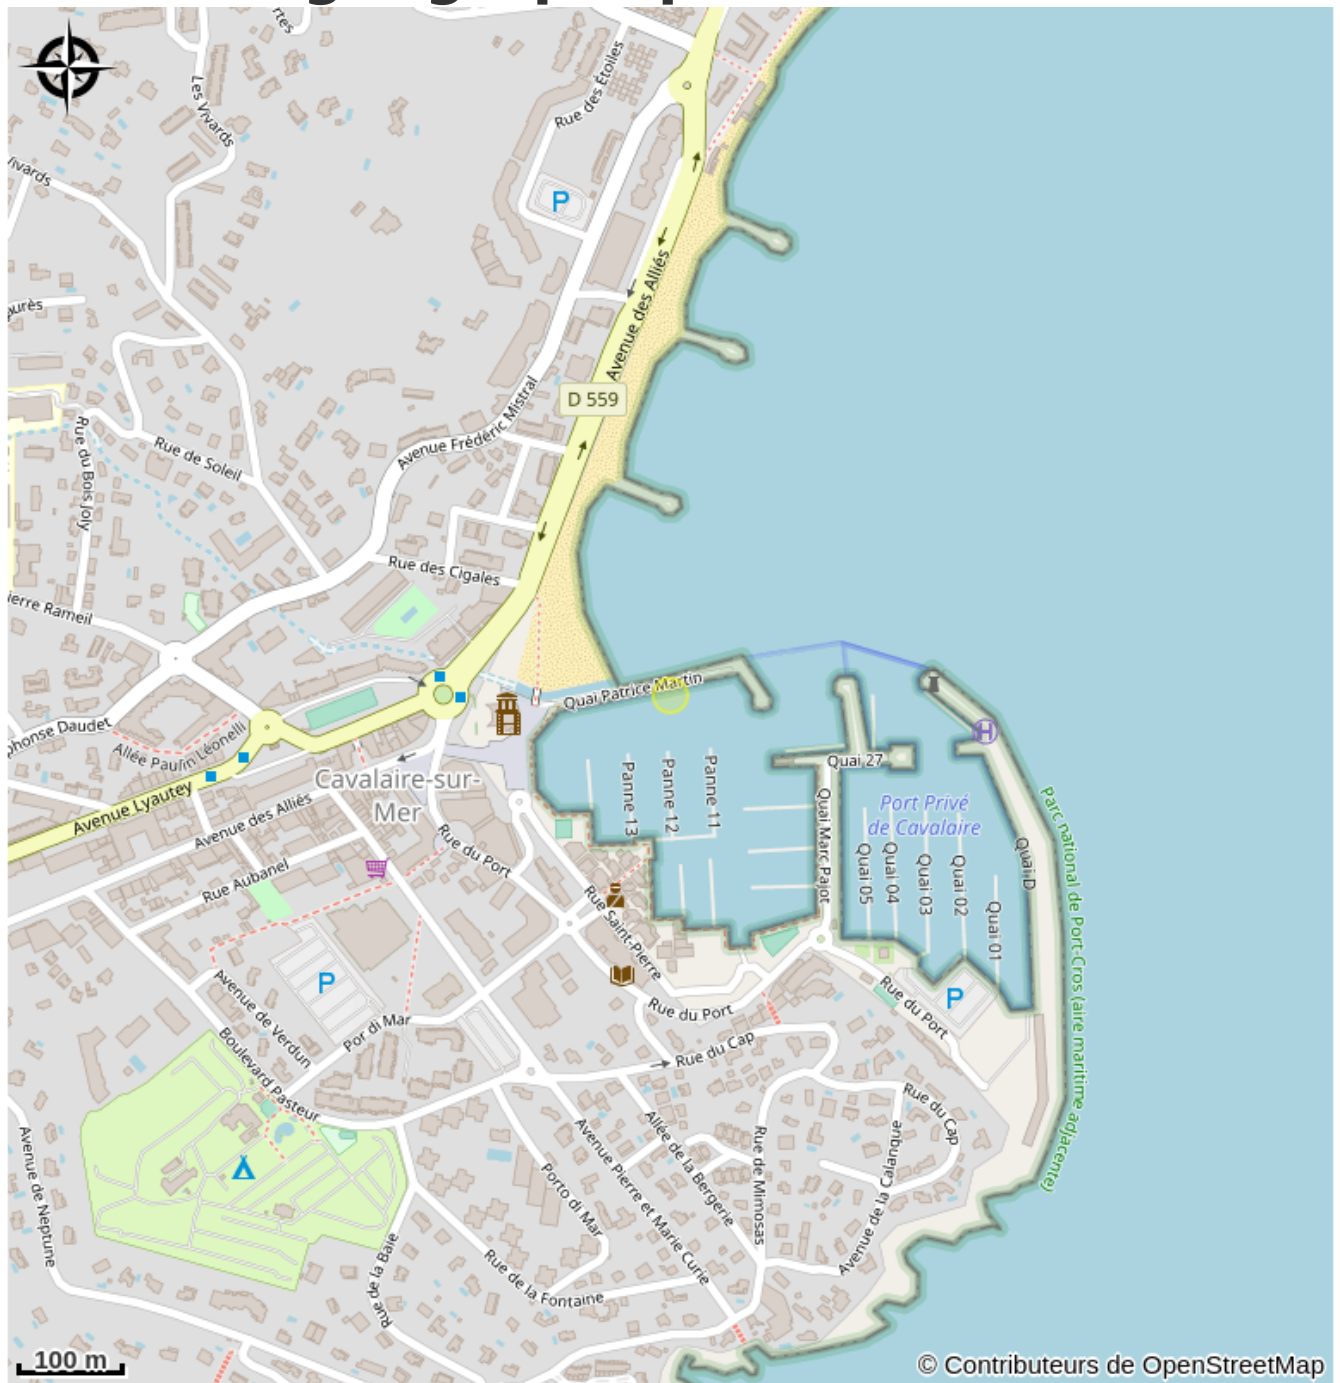 Les Vivards
Rue des Étoiles
P
Avenue des Alliés
D 559
Avenue Frédéric Mistral
Rue de Soleil
Rue du Bois Joly
Rue des Cigales
Quai Patrice Martin
Allée Paulin Léonelli
Avenue Lyautey
Cavalaire-sur-
Mer
Avenue des Alliés
Rue Aubanel
Rue du Port
Panne 13
Panne 12
Panne 11
Quai 27
H
Port Privé
de Cavalaire
Quai Marc Pajot
Quai 05
Quai 04
Quai 03
Quai 02
Quai 01
Quai D
Parc national de Port-Cros (aire maritime adjacente)
Rue Saint-Pierre
P
Rue du Port
Rue du Port
P
Avenue de Verdun
Por di Mar
Boulevard Pasteur
Rue du Cap
Rue du Cap
Allée de la Bergerie
Rue de Mimosas
Avenue de la Calanque
Avenue Pierre et Marie Curie
Porto di Mar
Avenue de Neptune
Rue de la Baie
Rue de la Fontaine
100 m
© Contributeurs de OpenStreetMap